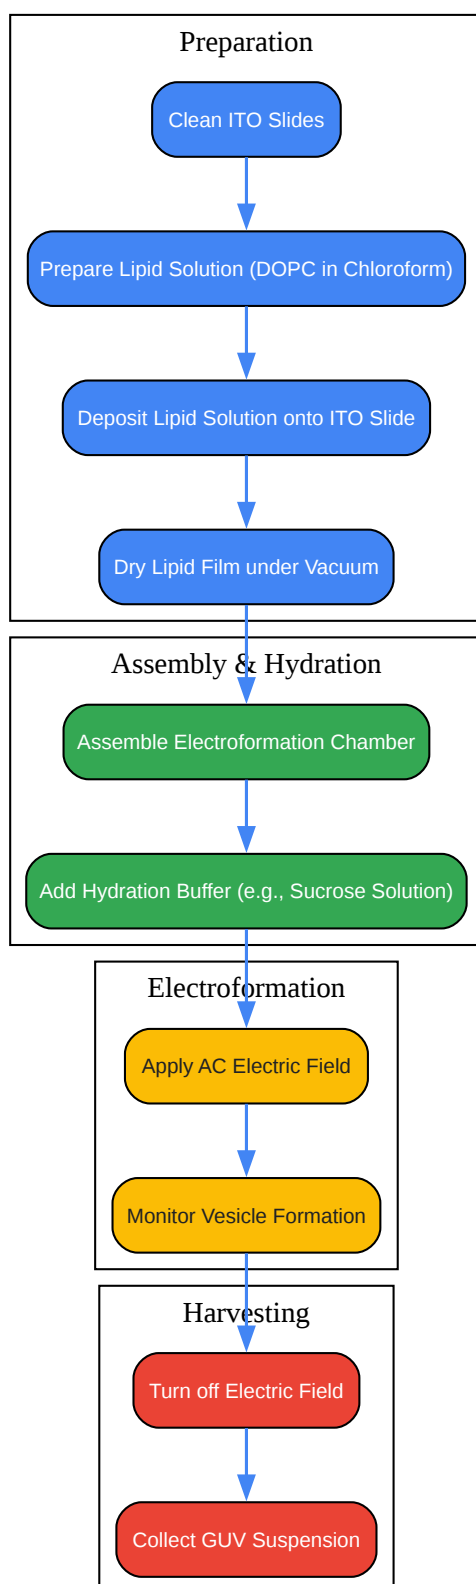 Preparation
Clean ITO Slides
Prepare Lipid Solution (DOPC in Chloroform)
Deposit Lipid Solution onto ITO Slide
Dry Lipid Film under Vacuum
Assembly & Hydration
Assemble Electroformation Chamber
Add Hydration Buffer (e.g., Sucrose Solution)
Electroformation
Apply AC Electric Field
Monitor Vesicle Formation
Harvesting
Turn off Electric Field
Collect GUV Suspension